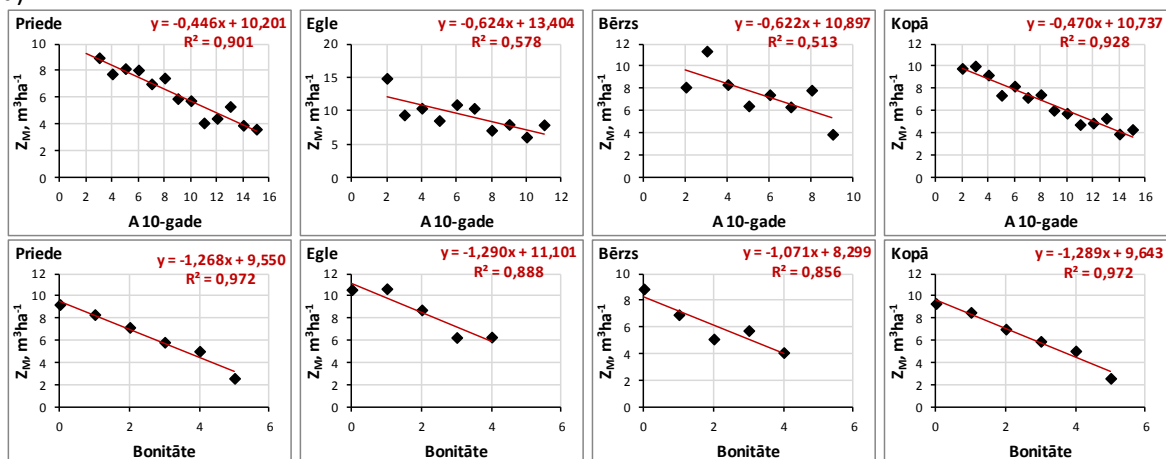 Priede
y = -0,446x + 10,201
R² = 0,901
Z_M, m³ha⁻¹
10
8
6
4
2
0
0 2 4 6 8 10 12 14 16
A 10-gade
Egle
y = -0,624x + 13,404
R² = 0,578
Z_M, m³ha⁻¹
20
15
10
5
0
0 2 4 6 8 10 12
A 10-gade
Bērzs
y = -0,622x + 10,897
R² = 0,513
Z_M, m³ha⁻¹
12
10
8
6
4
2
0
0 2 4 6 8 10
A 10-gade
Kopā
y = -0,470x + 10,737
R² = 0,928
Z_M, m³ha⁻¹
12
10
8
6
4
2
0
0 2 4 6 8 10 12 14 16
A 10-gade
Priede
y = -1,268x + 9,550
R² = 0,972
Z_M, m³ha⁻¹
12
10
8
6
4
2
0
0 2 4 6
Bonitāte
Egle
y = -1,290x + 11,101
R² = 0,888
Z_M, m³ha⁻¹
12
10
8
6
4
2
0
0 2 4 6
Bonitāte
Bērzs
y = -1,071x + 8,299
R² = 0,856
Z_M, m³ha⁻¹
10
8
6
4
2
0
0 2 4 6
Bonitāte
Kopā
y = -1,289x + 9,643
R² = 0,972
Z_M, m³ha⁻¹
12
10
8
6
4
2
0
0 2 4 6
Bonitāte